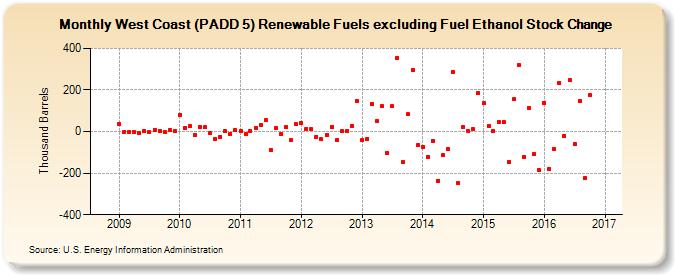 Monthly West Coast (PADD 5) Renewable Fuels excluding Fuel Ethanol Stock Change
Thousand Barrels
400
200
0
-200
-400
2009 2010 2011 2012 2013 2014 2015 2016 2017
Source: U.S. Energy Information Administration